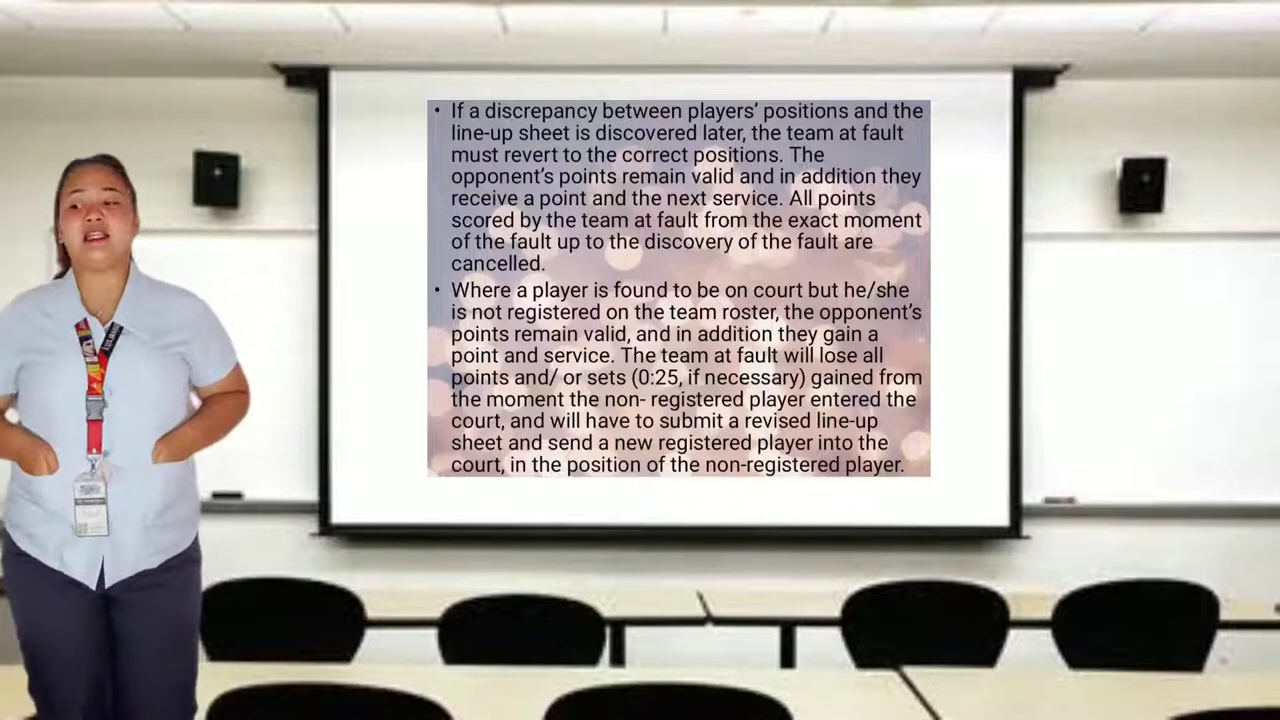 • If a discrepancy between players’ positions and the
line-up sheet is discovered later, the team at fault
must revert to the correct positions. The
opponent’s points remain valid and in addition they
receive a point and the next service. All points
scored by the team at fault from the exact moment
of the fault up to the discovery of the fault are
cancelled.
• Where a player is found to be on court but he/she
is not registered on the team roster, the opponent’s
points remain valid, and in addition they gain a
point and service. The team at fault will lose all
points and/ or sets (0:25, if necessary) gained from
the moment the non- registered player entered the
court, and will have to submit a revised line-up
sheet and send a new registered player into the
court, in the position of the non-registered player.